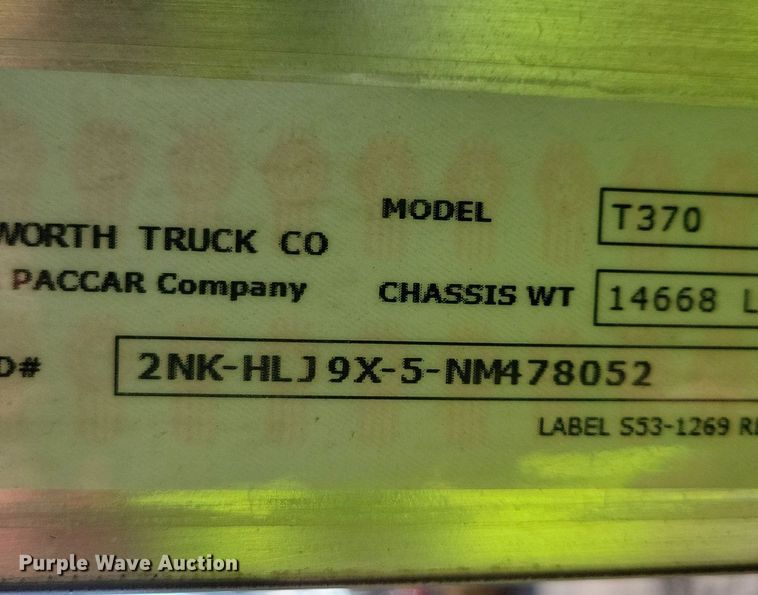 MODEL T370
WORTH TRUCK CO
PACCAR Company
CHASSIS WT 14668 L
D# 2NK-HLJ9X-5-NM478052
LABEL S53-1269 RE
Purple Wave Auction